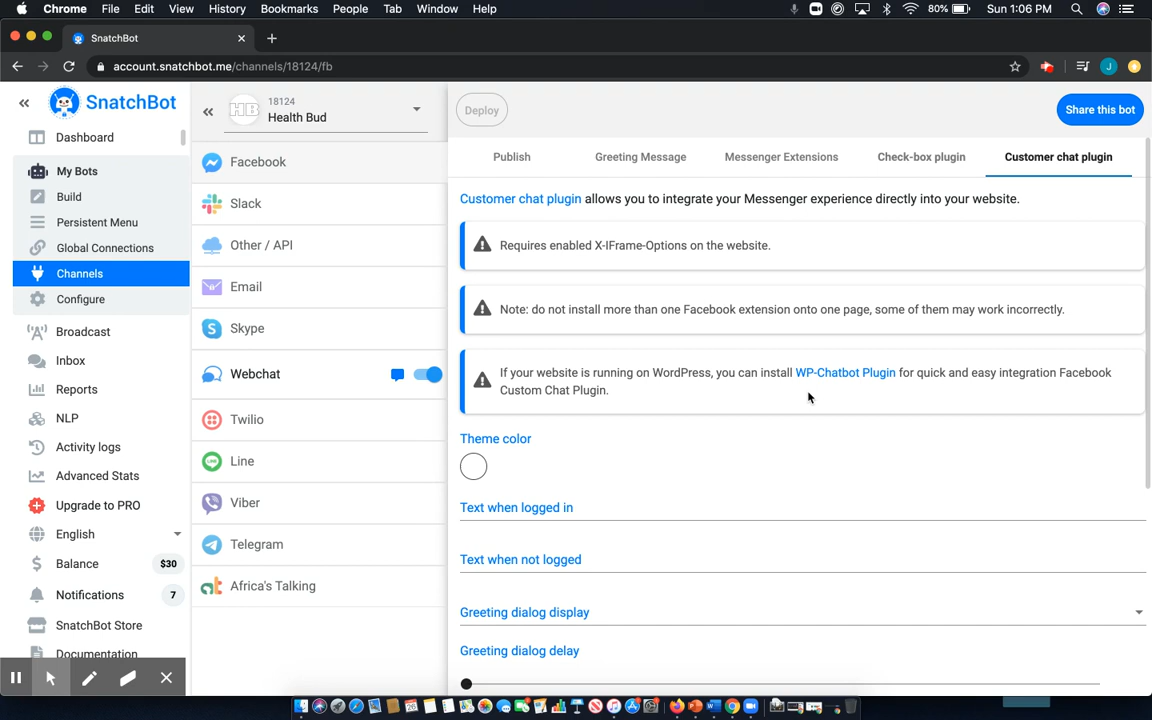 Chrome File Edit View History Bookmarks People Tab Window Help 80% Sun 1:06 PM
SnatchBot
account.snatchbot.me/channels/18124/fb J
SnatchBot
Dashboard
My Bots
Build
Persistent Menu
Global Connections
Channels
Configure
Broadcast
Inbox
Reports
NLP
Activity logs
Advanced Stats
Upgrade to PRO
English
Balance $30
Notifications 7
SnatchBot Store
Documentation
HB
18124
Health Bud
Facebook
Slack
Other / API
Email
Skype
Webchat
Twilio
Line
Viber
Telegram
Africa's Talking
Deploy
Share this bot
Publish Greeting Message Messenger Extensions Check-box plugin Customer chat plugin
Customer chat plugin allows you to integrate your Messenger experience directly into your website.
Requires enabled X-IFrame-Options on the website.
Note: do not install more than one Facebook extension onto one page, some of them may work incorrectly.
If your website is running on WordPress, you can install WP-Chatbot Plugin for quick and easy integration Facebook
Custom Chat Plugin.
Theme color
Text when logged in
Text when not logged
Greeting dialog display
Greeting dialog delay